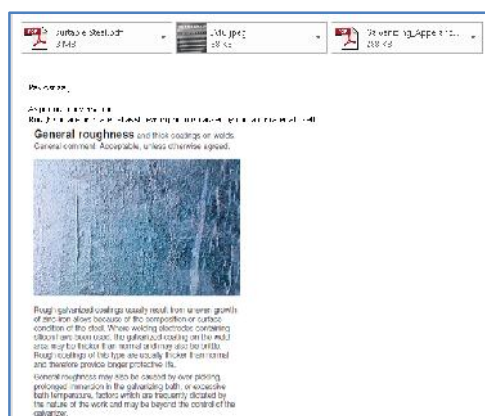 Suitable Steel.pdf
3 MB
General roughness and thick coatings on welds.
General comment: Acceptable, unless otherwise agreed.
Rough galvanized coatings usually result from uneven growth
of zinc-iron alloys because of the composition or surface
condition of the steel. Where welding electrodes containing
silicon have been used, the galvanized coating on the weld
area may be thicker than normal and may also be brittle.
Rough coatings of this type are usually thicker than normal
and therefore provide longer protective life.
General roughness may also be caused by over pickling,
prolonged immersion in the galvanizing bath, or excessive
bath temperature, factors which are frequently dictated by
the nature of the work and may be beyond the control of the
galvanizer.